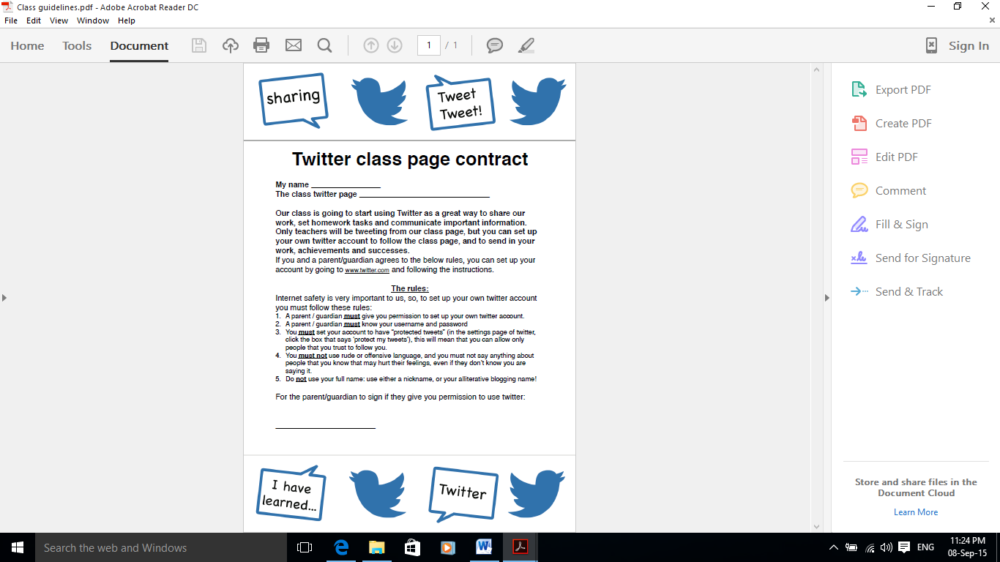 Class guidelines.pdf - Adobe Acrobat Reader DC
File Edit View Window Help
Home Tools Document 1 / 1 Sign In
sharing
Tweet
Tweet!
Twitter class page contract
My name ________________
The class twitter page ______________________________
Our class is going to start using Twitter as a great way to share our
work, set homework tasks and communicate important information.
Only teachers will be tweeting from our class page, but you can set up
your own twitter account to follow the class page, and to send in your
work, achievements and successes.
If you and a parent/guardian agrees to the below rules, you can set up your
account by going to www.twitter.com and following the instructions.
The rules:
Internet safety is very important to us, so, to set up your own twitter account
you must follow these rules:
1. A parent / guardian must give you permission to set up your own twitter account.
2. A parent / guardian must know your username and password
3. You must set your account to have “protected tweets” (in the settings page of twitter,
click the box that says 'protect my tweets'), this will mean that you can allow only
people that you trust to follow you.
4. You must not use rude or offensive language, and you must not say anything about
people that you know that may hurt their feelings, even if they don't know you are
saying it.
5. Do not use your full name: use either a nickname, or your alliterative blogging name!
For the parent/guardian to sign if they give you permission to use twitter:
_______________________
I have
learned...
Twitter
Export PDF
Create PDF
Edit PDF
Comment
Fill & Sign
Send for Signature
Send & Track
Store and share files in the
Document Cloud
Learn More
Search the web and Windows
ENG
11:24 PM
08-Sep-15